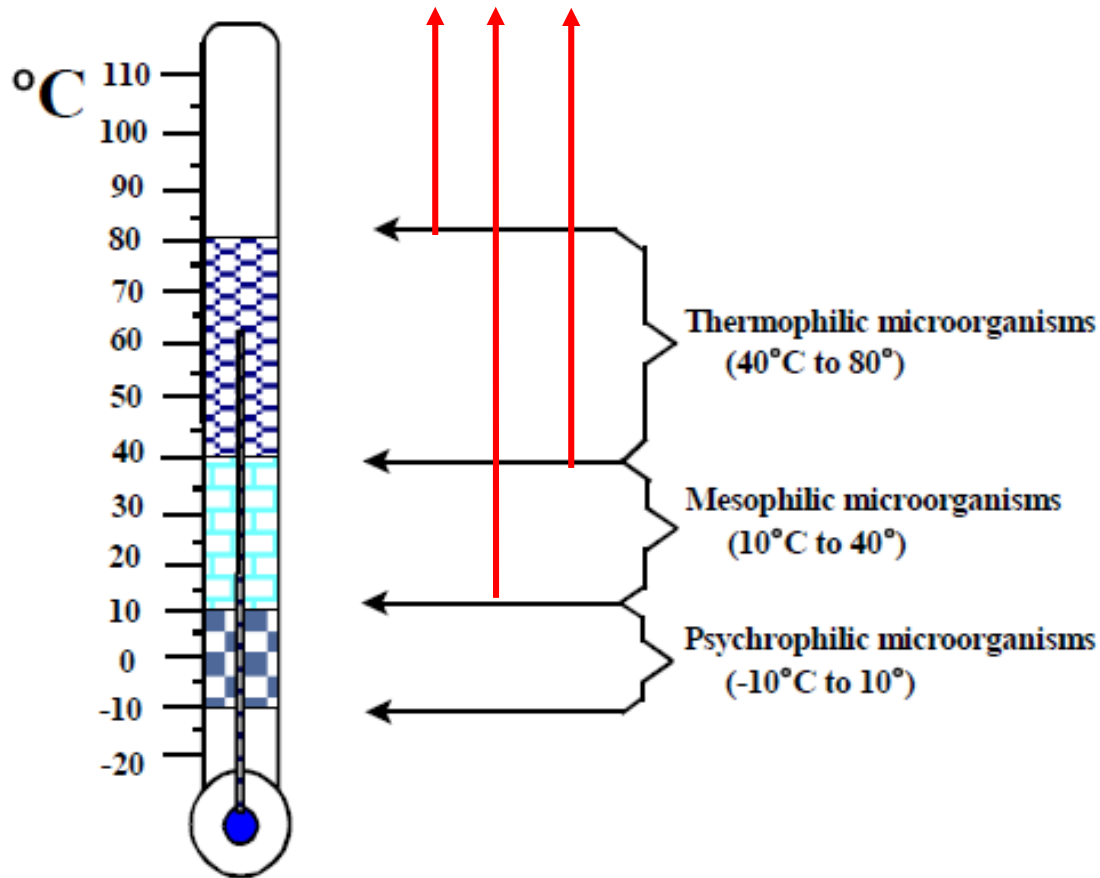 °C
110
100
90
80
70
60
50
40
30
20
10
0
-10
-20
Thermophilic microorganisms
(40°C to 80°)
Mesophilic microorganisms
(10°C to 40°)
Psychrophilic microorganisms
(-10°C to 10°)